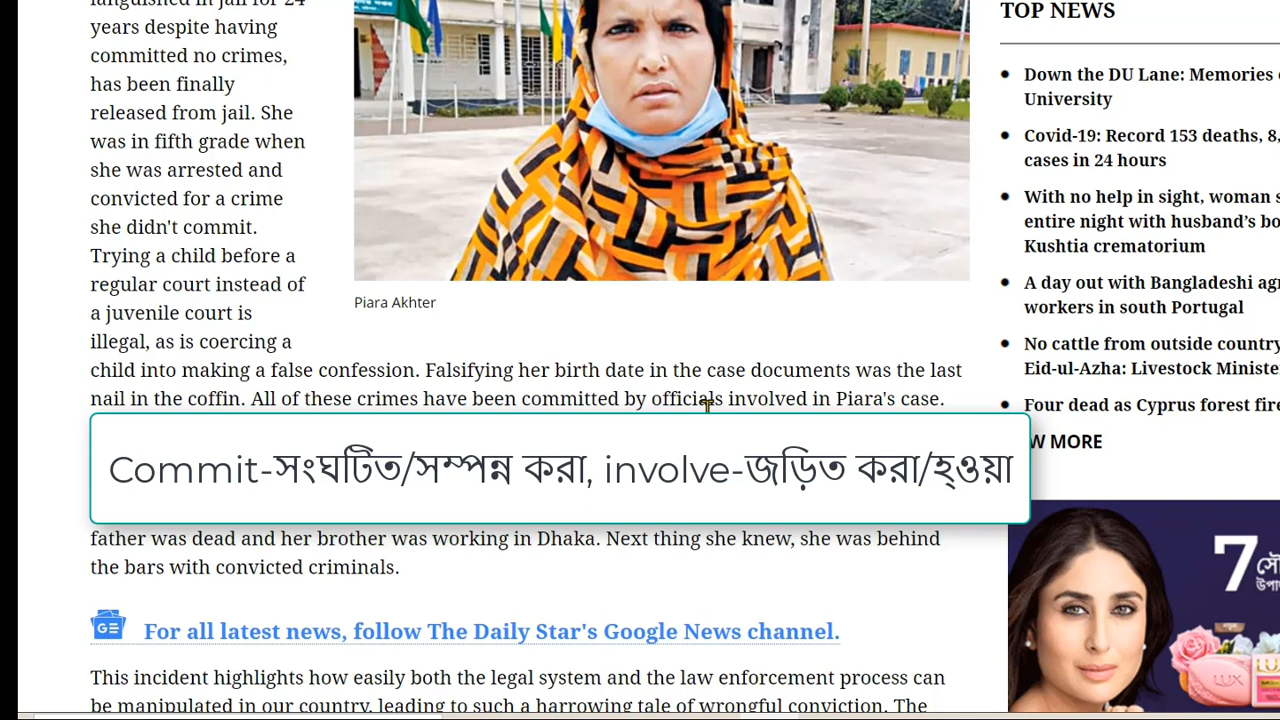 languished in jail for 24
years despite having
committed no crimes,
has been finally
released from jail. She
was in fifth grade when
she was arrested and
convicted for a crime
she didn't commit.
Trying a child before a
regular court instead of
a juvenile court is
illegal, as is coercing a
child into making a false confession. Falsifying her birth date in the case documents was the last
nail in the coffin. All of these crimes have been committed by officials involved in Piara's case.
Piara Akhter
Commit-সংঘটিত/সম্পন্ন করা, involve-জড়িত করা/হওয়া
father was dead and her brother was working in Dhaka. Next thing she knew, she was behind
the bars with convicted criminals.
For all latest news, follow The Daily Star's Google News channel.
This incident highlights how easily both the legal system and the law enforcement process can
be manipulated in our country, leading to such a harrowing tale of wrongful conviction. The
TOP NEWS
Down the DU Lane: Memories
University
Covid-19: Record 153 deaths, 8,
cases in 24 hours
With no help in sight, woman
entire night with husband's
Kushtia crematorium
A day out with Bangladeshi
workers in south Portugal
No cattle from outside country
Eid-ul-Azha: Livestock
Four dead as Cyprus forest
MORE
7
LUX